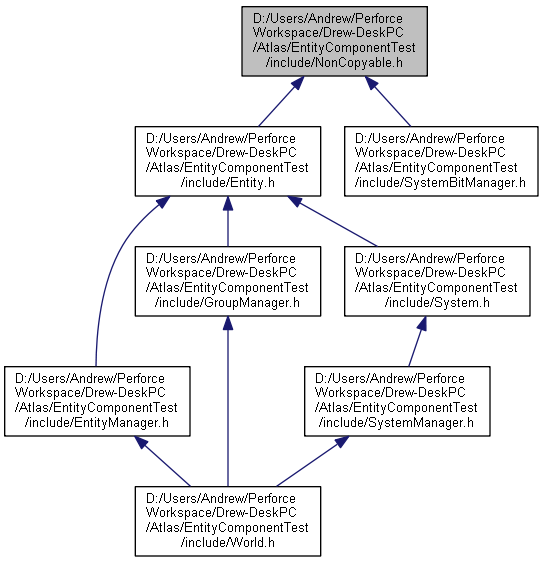 D:/Users/Andrew/Perforce
Workspace/Drew-DeskPC
/Atlas/EntityComponentTest
/include/NonCopyable.h
D:/Users/Andrew/Perforce
Workspace/Drew-DeskPC
/Atlas/EntityComponentTest
/include/Entity.h
D:/Users/Andrew/Perforce
Workspace/Drew-DeskPC
/Atlas/EntityComponentTest
/include/SystemBitManager.h
D:/Users/Andrew/Perforce
Workspace/Drew-DeskPC
/Atlas/EntityComponentTest
/include/GroupManager.h
D:/Users/Andrew/Perforce
Workspace/Drew-DeskPC
/Atlas/EntityComponentTest
/include/System.h
D:/Users/Andrew/Perforce
Workspace/Drew-DeskPC
/Atlas/EntityComponentTest
/include/EntityManager.h
D:/Users/Andrew/Perforce
Workspace/Drew-DeskPC
/Atlas/EntityComponentTest
/include/SystemManager.h
D:/Users/Andrew/Perforce
Workspace/Drew-DeskPC
/Atlas/EntityComponentTest
/include/World.h